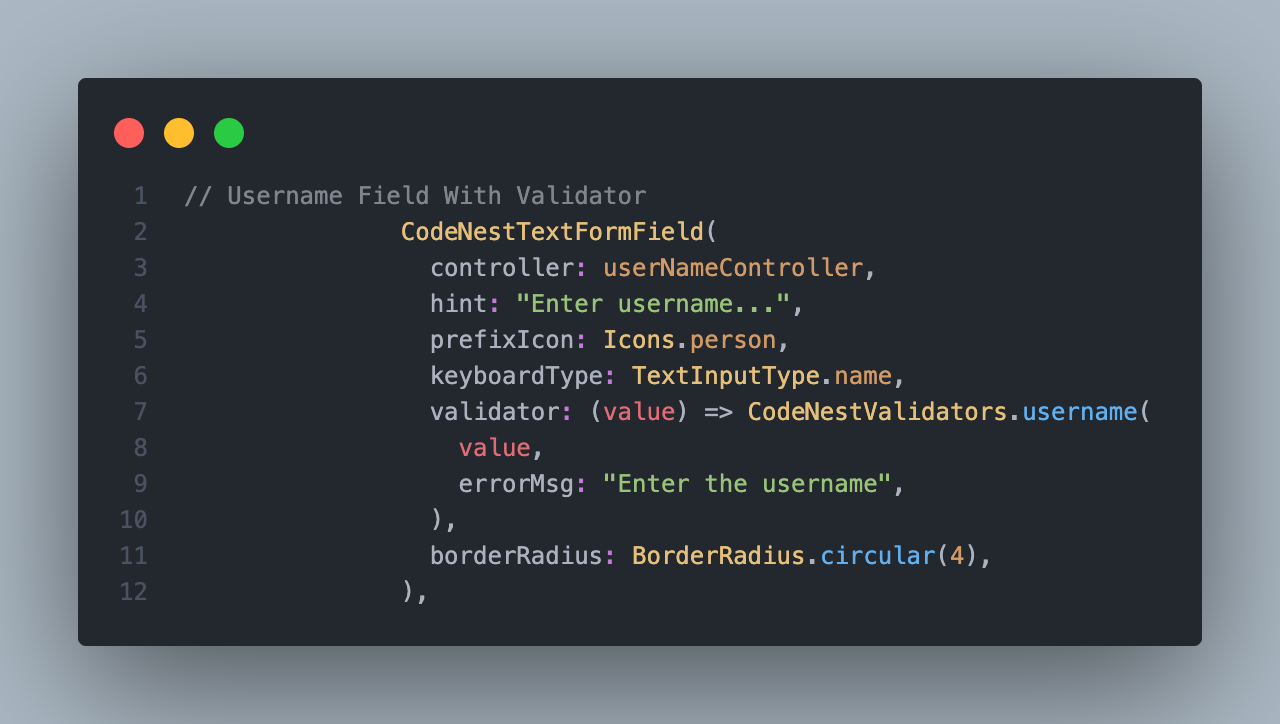 1 // Username Field With Validator
2 CodeNestTextFormField(
3 controller: userNameController,
4 hint: "Enter username...",
5 prefixIcon: Icons.person,
6 keyboardType: TextInputType.name,
7 validator: (value) => CodeNestValidators.username(
8 value,
9 errorMsg: "Enter the username",
10 ),
11 borderRadius: BorderRadius.circular(4),
12 ),